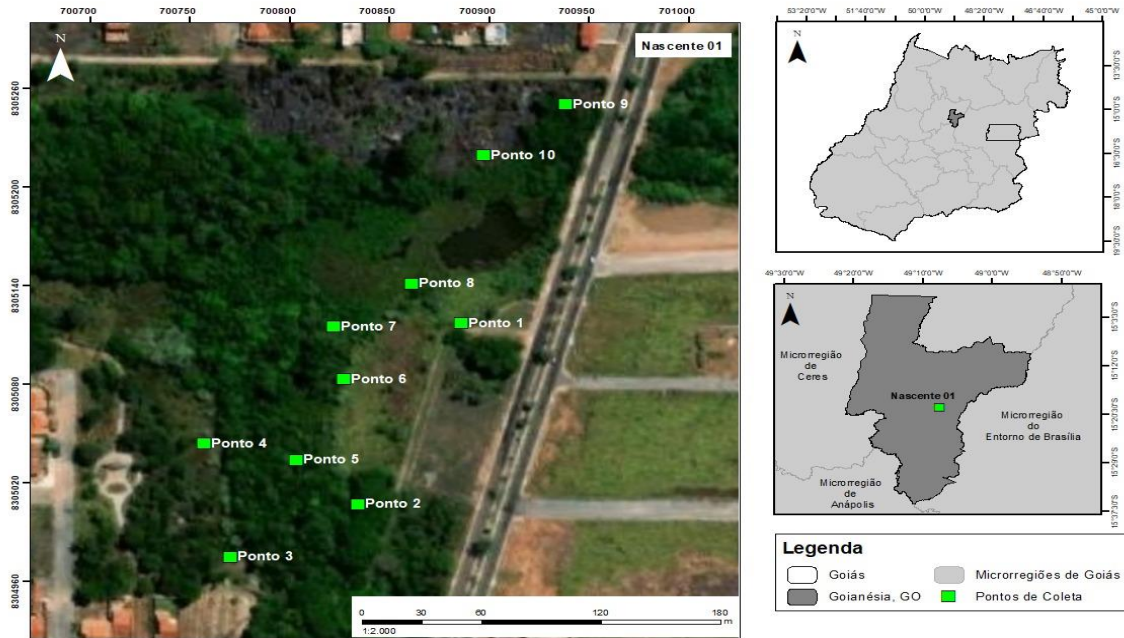 700700 700750 700800 700850 700900 700950 701000
N
Nascente 01
8305260
8305200
8305140
8305080
8305020
8304960
Ponto 9
Ponto 10
Ponto 8
Ponto 1
Ponto 7
Ponto 6
Ponto 4
Ponto 5
Ponto 2
Ponto 3
0 30 60 120 180
m
1:2.000
53°20'0"W 51°40'0"W 50°0'0"W 48°20'0"W 46°40'0"W 45°0'0"W
N
13°30'0"S
15°0'0"S
16°30'0"S
18°0'0"S
19°30'0"S
49°30'0"W 49°20'0"W 49°10'0"W 49°0'0"W 48°50'0"W
N
Microrregião
de
Ceres
Nascente 01
Microrregião
do
Entorno de Brasília
Microrregião
de
Anápolis
15°12'0"S
15°20'30"S
15°29'0"S
15°37'30"S
Legenda
Goiás
Microrregiões de Goiás
Goianésia, GO
Pontos de Coleta